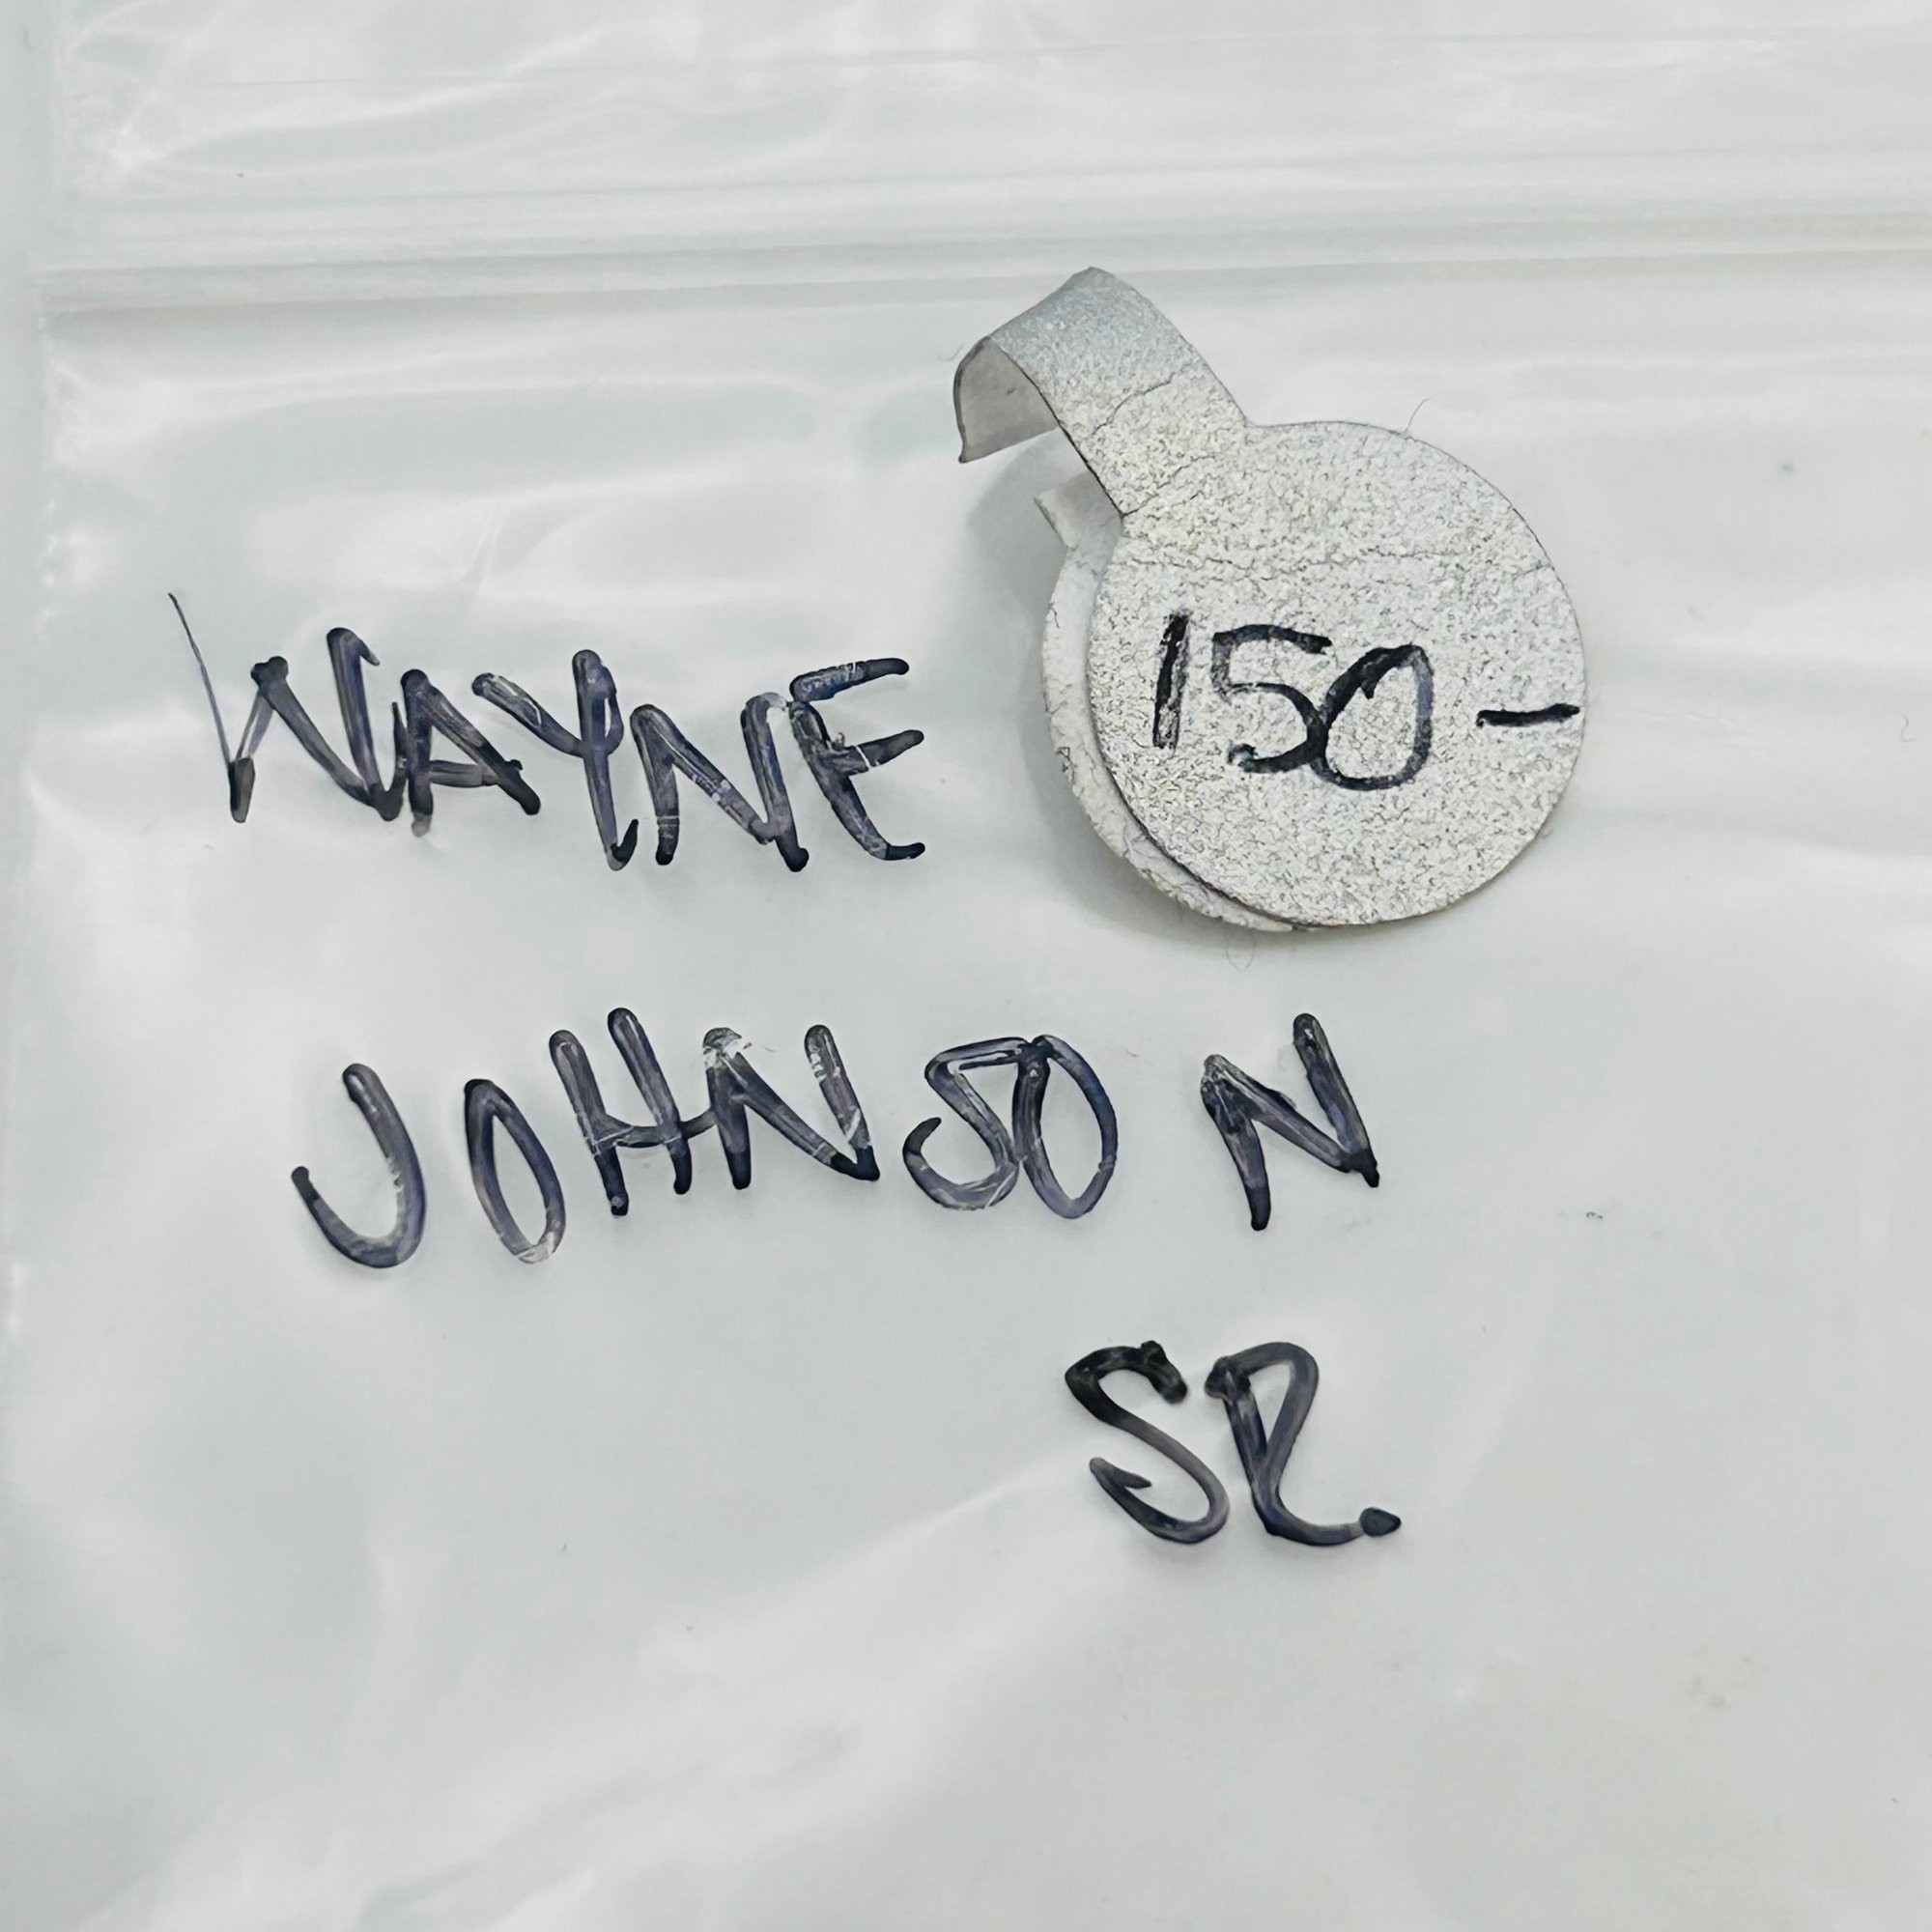 WAYNE
150-
JOHNSON
SR.